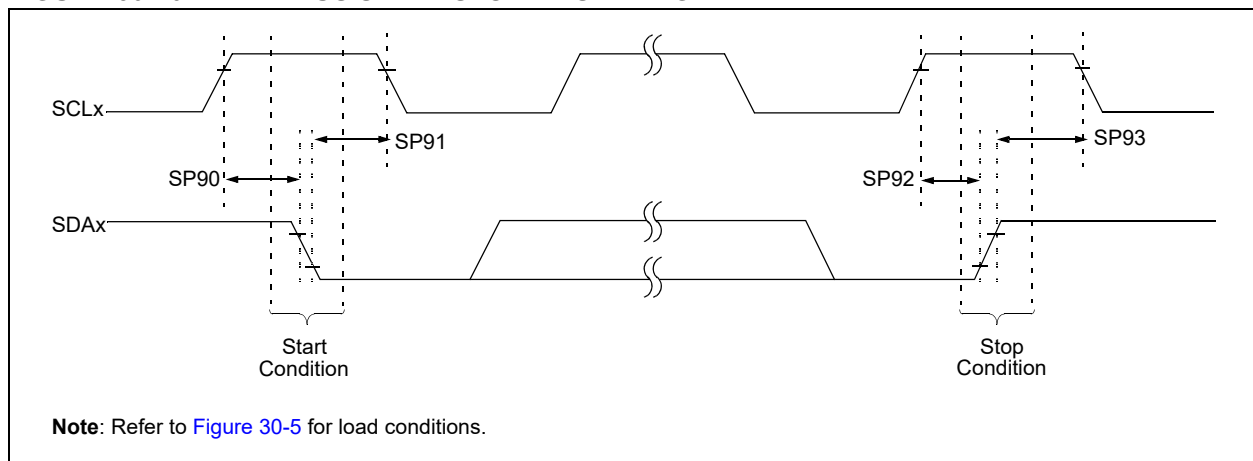 SCLx
SP91
SP93
SP90
SP92
SDAx
Start
Condition
Stop
Condition
Note: Refer to Figure 30-5 for load conditions.